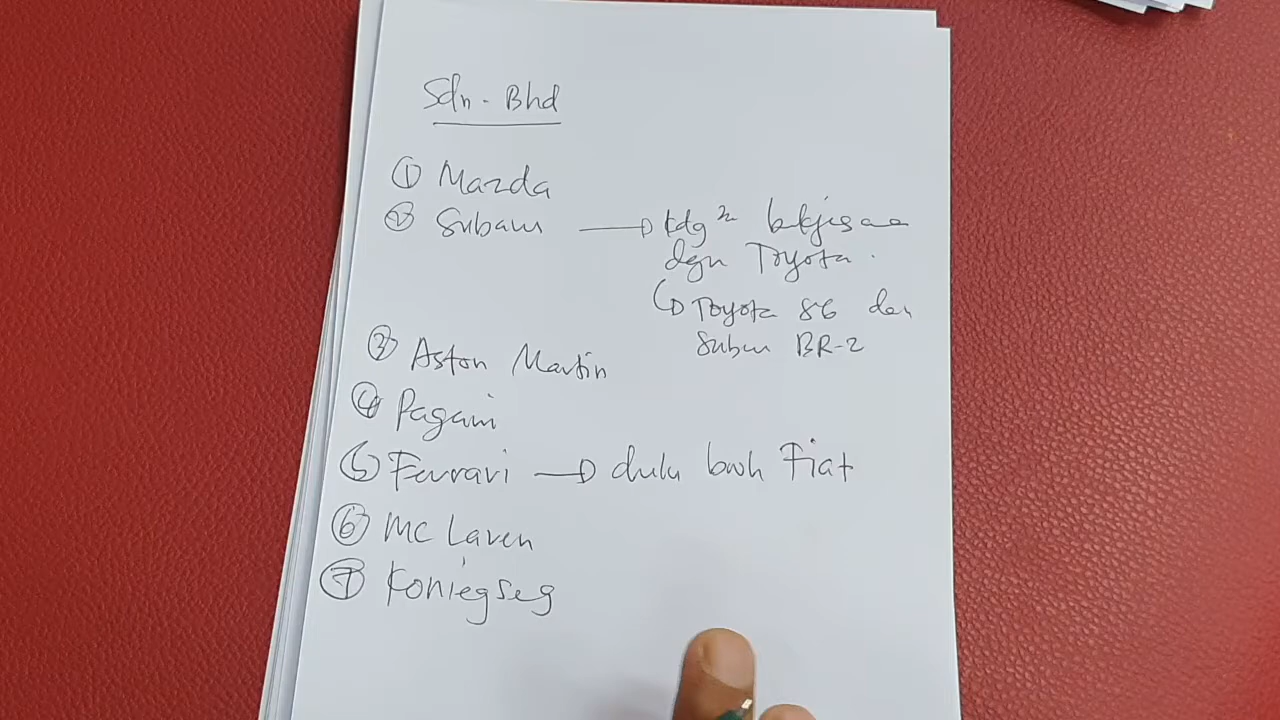 Sdn - Bhd
① Mazda
② Subaru → kdg² bekerjasama
dgn Toyota.
↳ Toyota 86 dan
Subaru BR-Z
③ Aston Martin
④ Pagani
⑤ Ferrari → dulu bwh Fiat
⑥ Mc Laren
⑦ Koniegseg